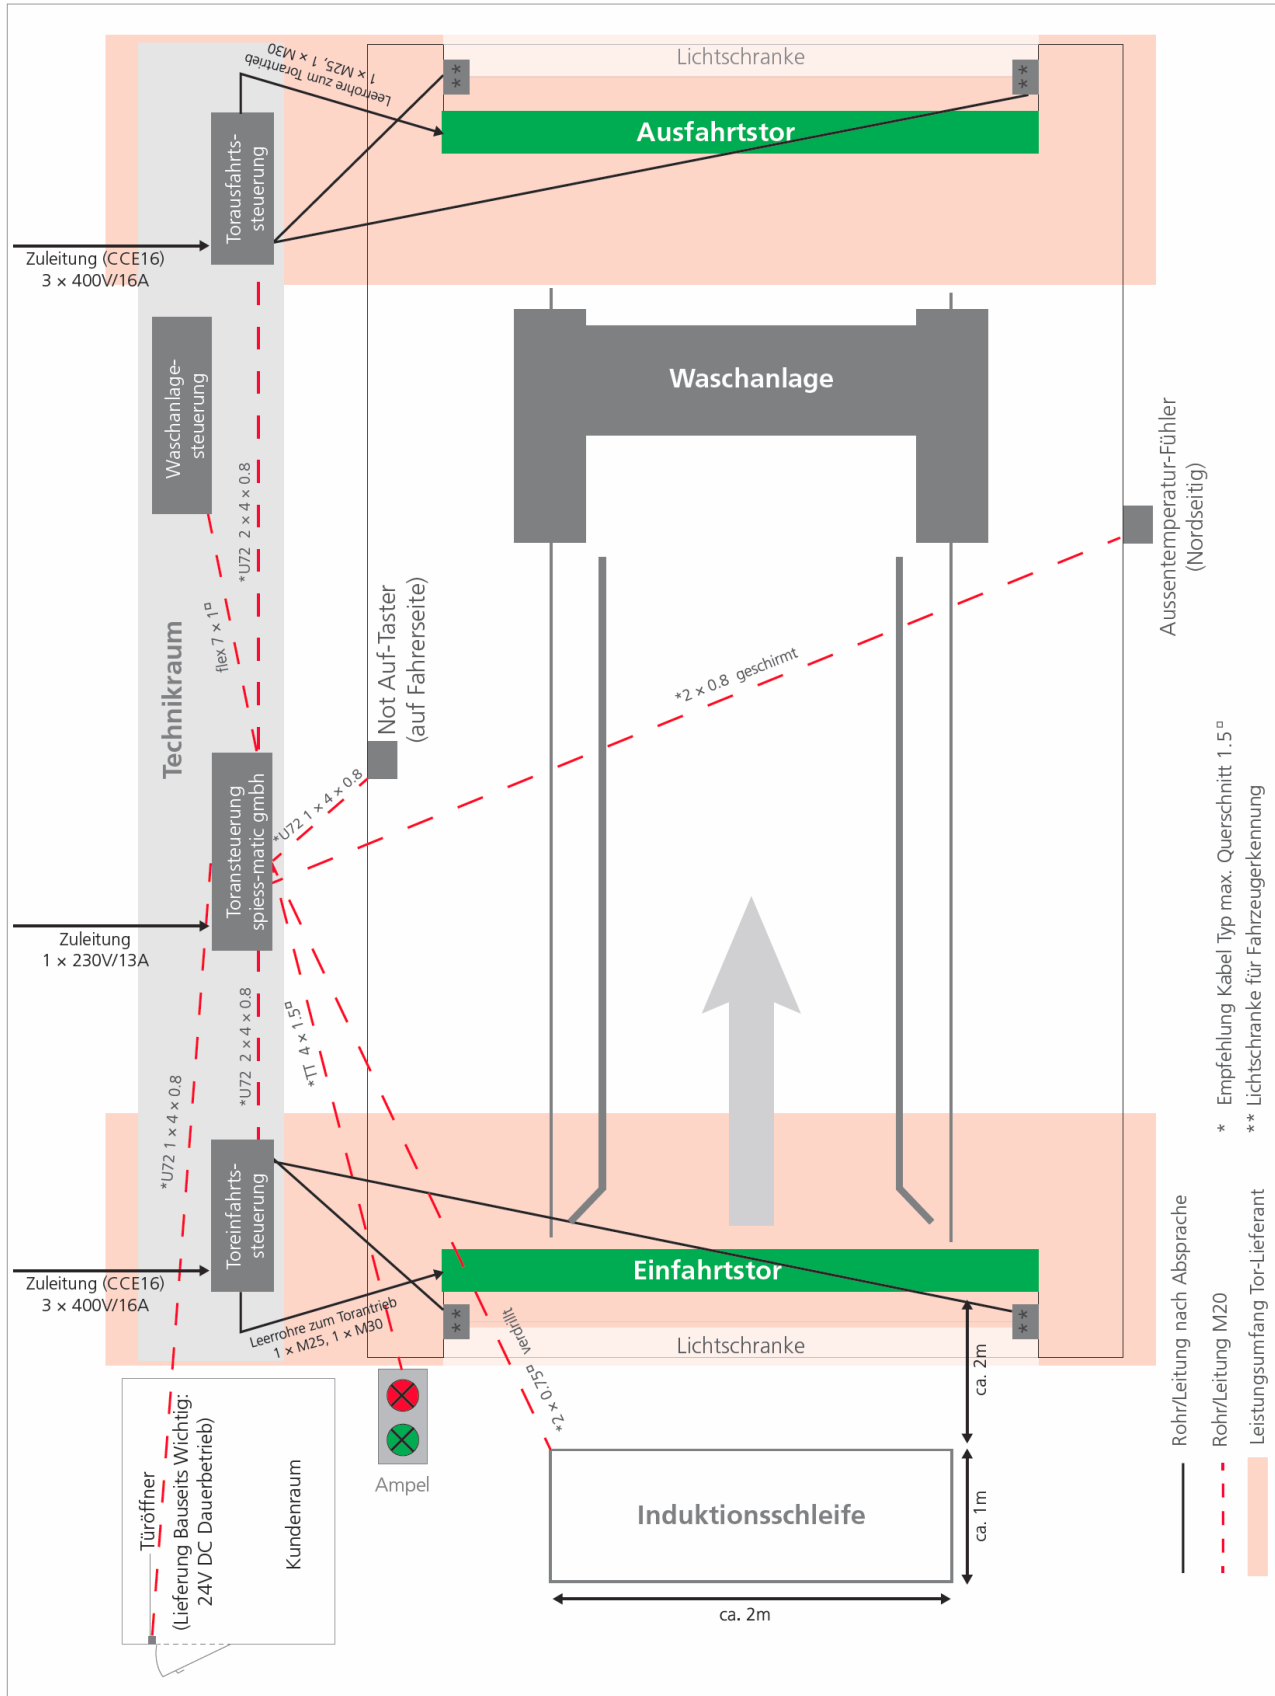 Lichtschranke
**
**
Ausfahrtstor
Leerrohre zum Torantrieb
1 × M25, 1 × M30
Torausfahrts-
steuerung
Zuleitung (CCE16)
3 × 400V/16A
Waschanlage-
steuerung
Waschanlage
*U72 2 × 4 × 0.8
flex 7 × 1¤
Technikraum
Not Auf-Taster
(auf Fahrerseite)
Aussentemperatur-Fühler
(Nordseitig)
*2 × 0.8 geschirmt
*U72 1 × 4 × 0.8
Toransteuerung
spiess-matic gmbh
Zuleitung
1 × 230V/13A
*U72 2 × 4 × 0.8
*TT 4 × 1.5¤
*U72 1 × 4 × 0.8
Toreinfahrts-
steuerung
Zuleitung (CCE16)
3 × 400V/16A
Einfahrtstor
Leerrohre zum Torantrieb
1 × M25, 1 × M30
**
**
Lichtschranke
*2 × 0.75¤ verdrillt
ca. 2m
Ampel
Induktionsschleife
ca. 1m
ca. 2m
Türöffner
(Lieferung Bauseits Wichtig:
24V DC Dauerbetrieb)
Kundenraum
* Empfehlung Kabel Typ max. Querschnitt 1.5¤
** Lichtschranke für Fahrzeugerkennung
Rohr/Leitung nach Absprache
Rohr/Leitung M20
Leistungsumfang Tor-Lieferant